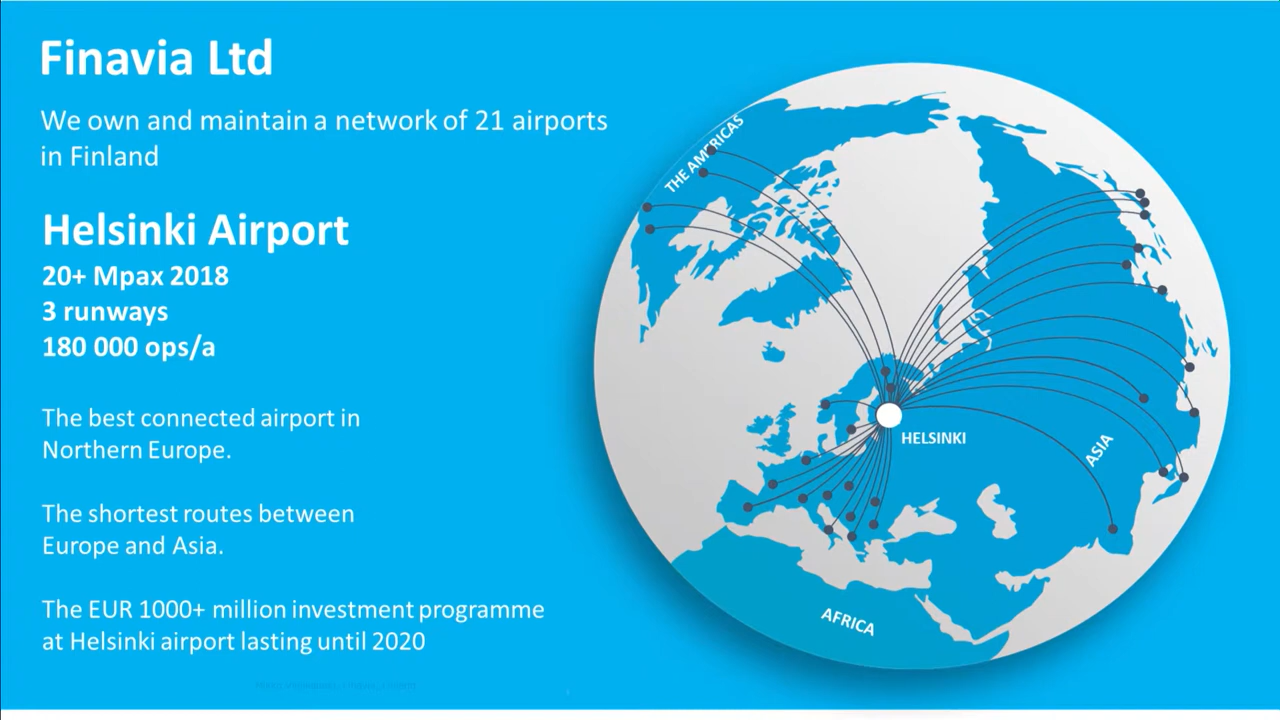 Finavia Ltd
We own and maintain a network of 21 airports
in Finland
Helsinki Airport
20+ Mpax 2018
3 runways
180 000 ops/a
The best connected airport in
Northern Europe.
The shortest routes between
Europe and Asia.
The EUR 1000+ million investment programme
at Helsinki airport lasting until 2020
THE AMERICAS
HELSINKI
ASIA
AFRICA